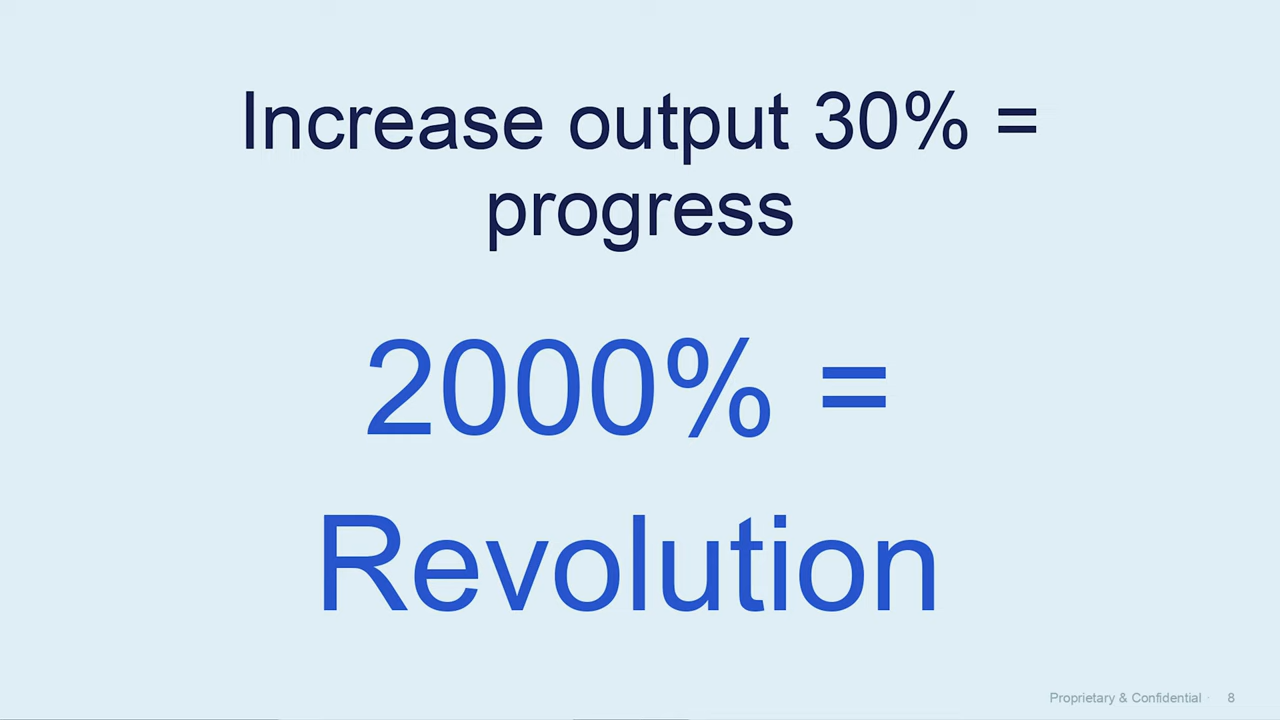 Increase output 30% =
progress
2000% =
Revolution
Proprietary & Confidential · 8